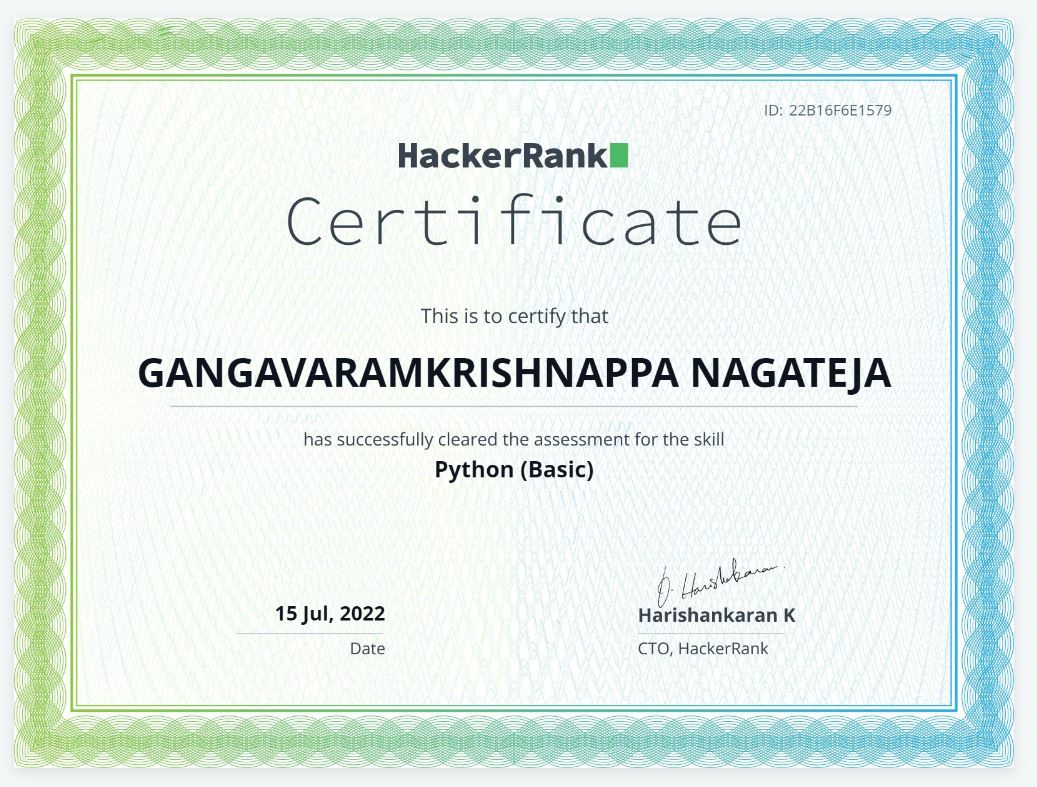 ID: 22B16F6E1579
HackerRank
Certificate
This is to certify that
GANGAVARAMKRISHNAPPA NAGATEJA
has successfully cleared the assessment for the skill
Python (Basic)
15 Jul, 2022
Date
Harishankaran K
CTO, HackerRank